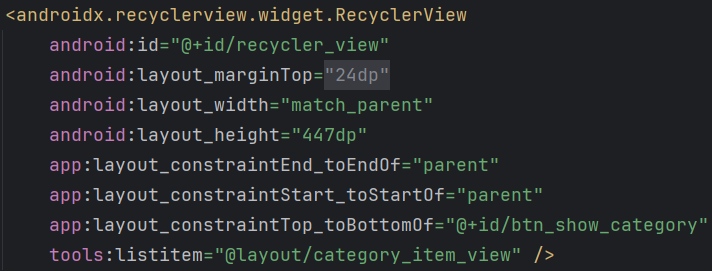 <androidx.recyclerview.widget.RecyclerView
android:id="@+id/recycler_view"
android:layout_marginTop="24dp"
android:layout_width="match_parent"
android:layout_height="447dp"
app:layout_constraintEnd_toEndOf="parent"
app:layout_constraintStart_toStartOf="parent"
app:layout_constraintTop_toBottomOf="@+id/btn_show_category"
tools:listitem="@layout/category_item_view" />